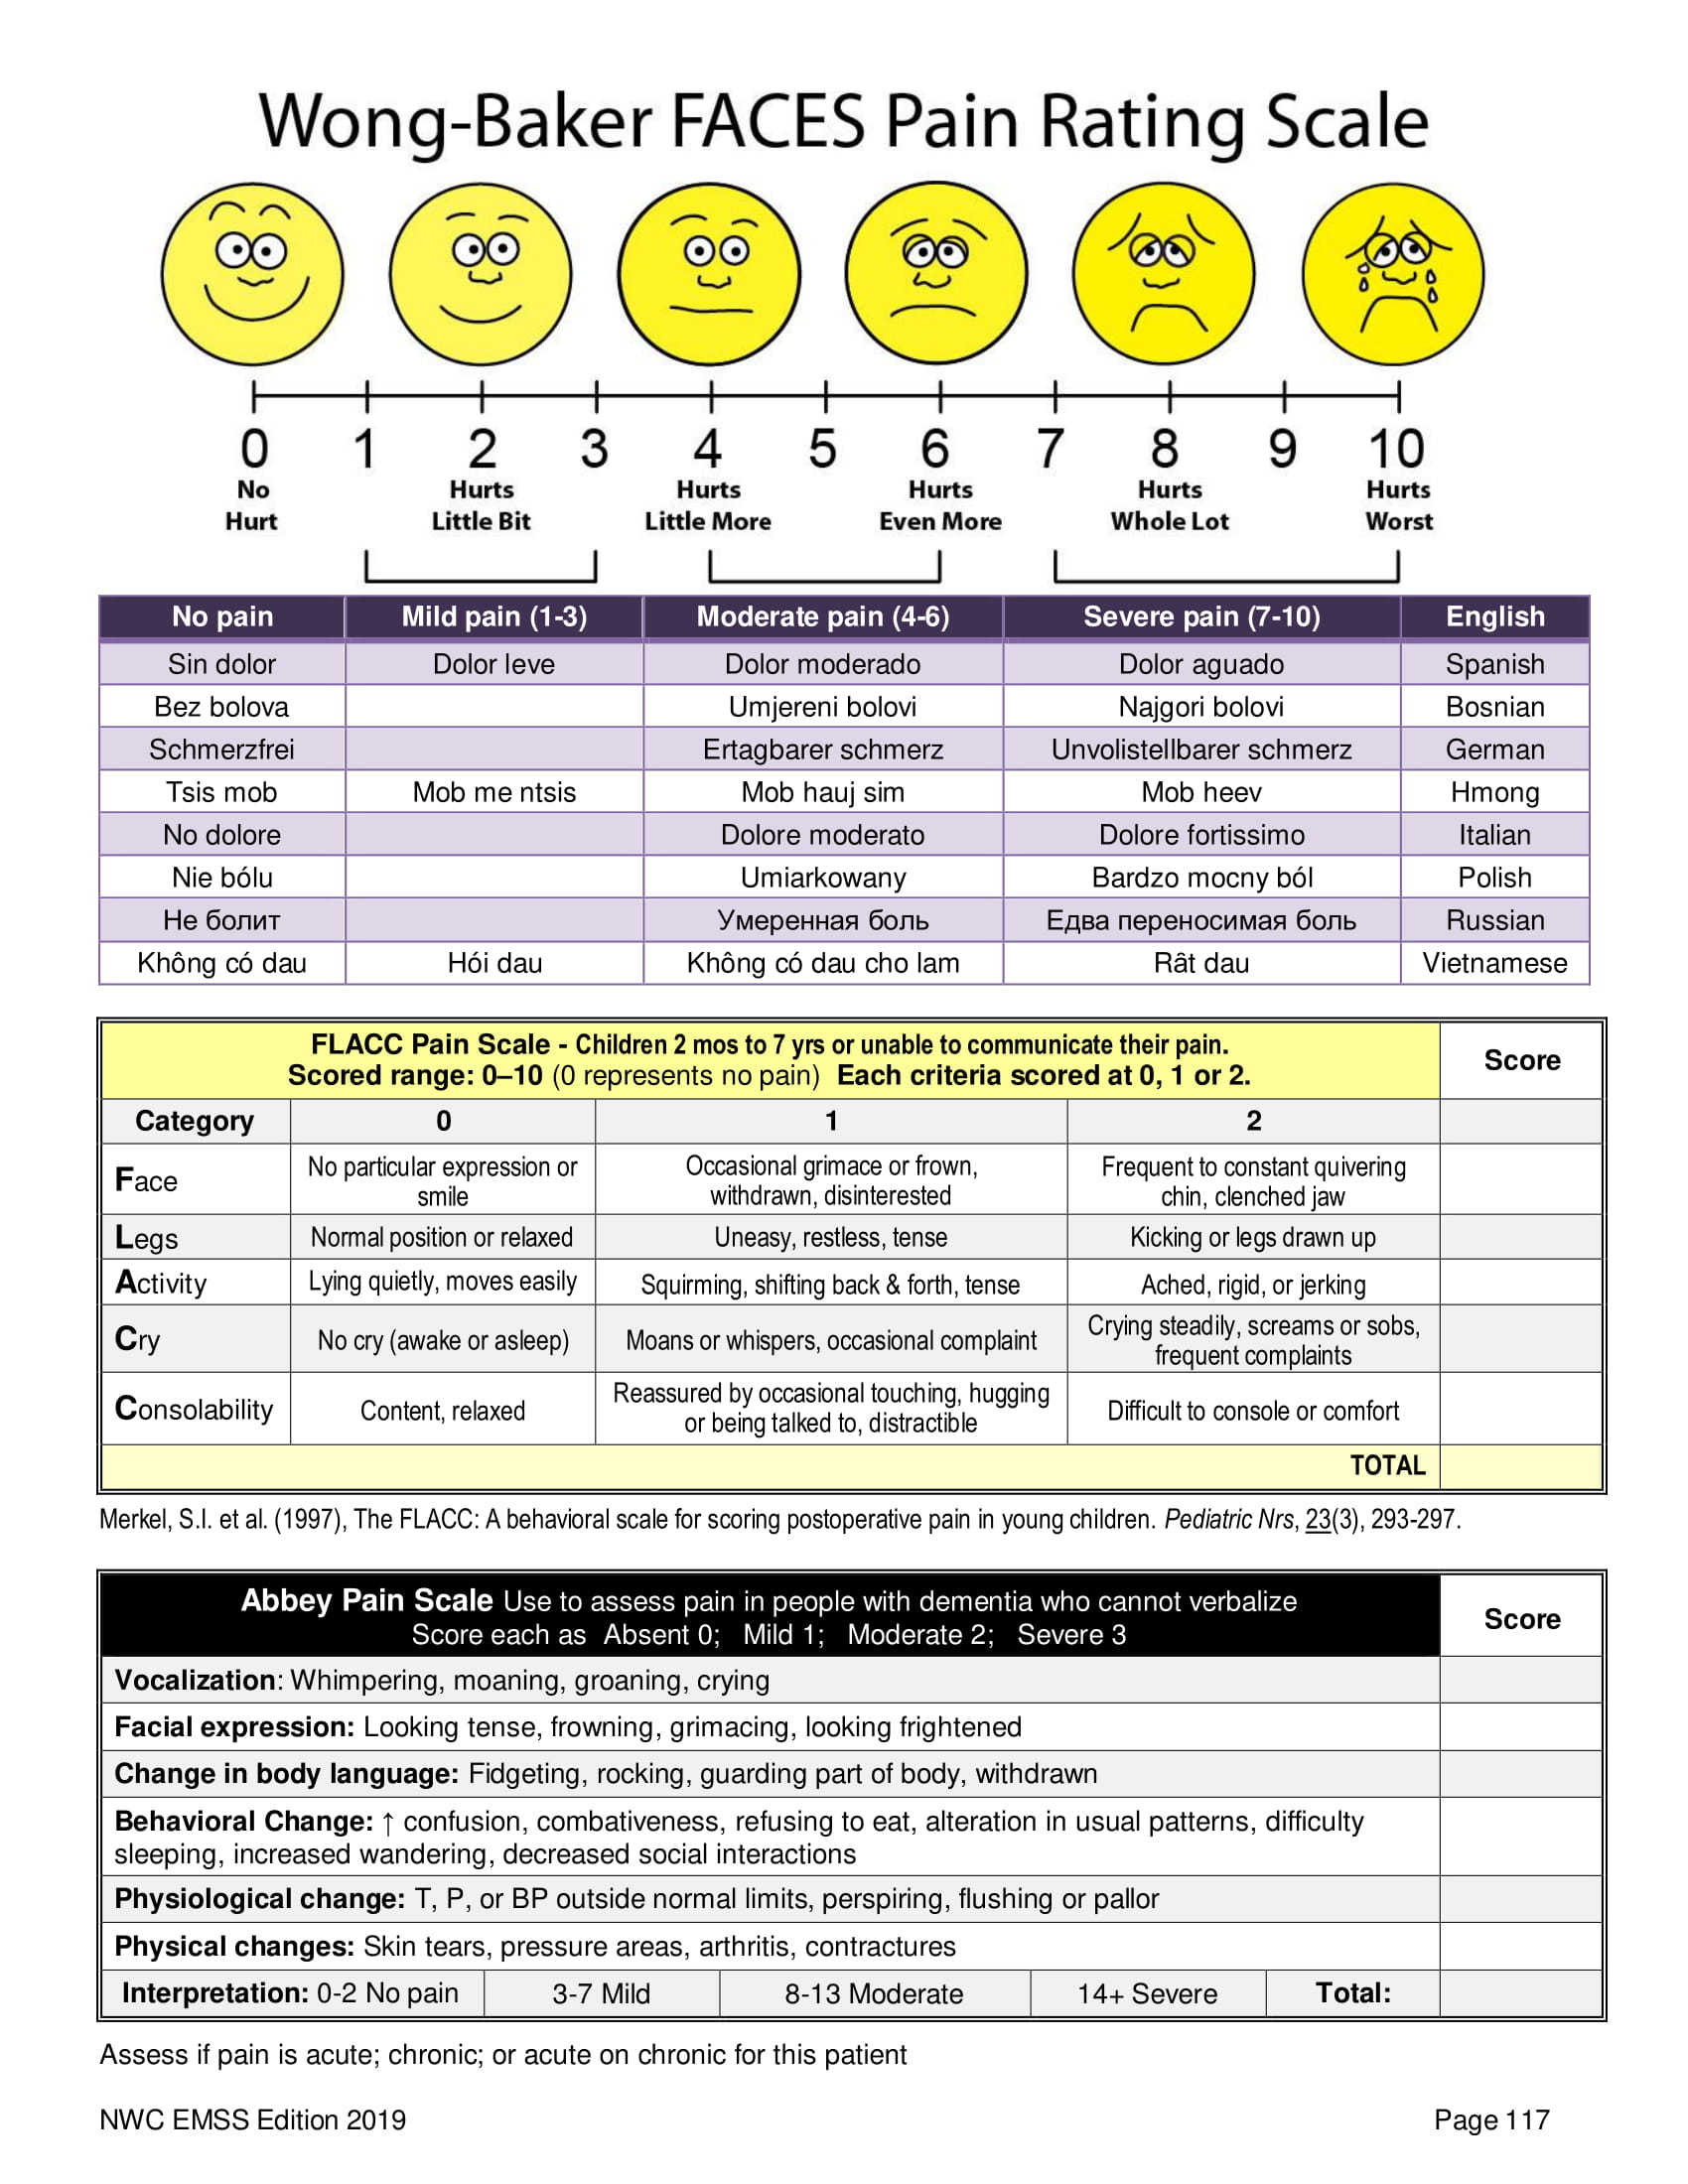 Wong-Baker FACES Pain Rating Scale
0 1 2 3 4 5 6 7 8 9 10
No Hurts Hurts Hurts Hurts Hurts
Hurt Little Bit Little More Even More Whole Lot Worst
No pain Mild pain (1-3) Moderate pain (4-6) Severe pain (7-10) English
Sin dolor Dolor leve Dolor moderado Dolor aguado Spanish
Bez bolova Umjereni bolovi Najgori bolovi Bosnian
Schmerzfrei Ertagbarer schmerz Unvolistellbarer schmerz German
Tsis mob Mob me ntsis Mob hauj sim Mob heev Hmong
No dolore Dolore moderato Dolore fortissimo Italian
Nie bólu Umiarkowany Bardzo mocny ból Polish
Не болит Умеренная боль Едва переносимая боль Russian
Không có dau Hói dau Không có dau cho lam Rât dau Vietnamese
FLACC Pain Scale - Children 2 mos to 7 yrs or unable to communicate their pain.
Scored range: 0–10 (0 represents no pain) Each criteria scored at 0, 1 or 2.
Score
Category 0 1 2
Face
No particular expression or
smile
Occasional grimace or frown,
withdrawn, disinterested
Frequent to constant quivering
chin, clenched jaw
Legs Normal position or relaxed Uneasy, restless, tense Kicking or legs drawn up
Activity Lying quietly, moves easily Squirming, shifting back & forth, tense Ached, rigid, or jerking
Cry No cry (awake or asleep) Moans or whispers, occasional complaint
Crying steadily, screams or sobs,
frequent complaints
Consolability Content, relaxed
Reassured by occasional touching, hugging
or being talked to, distractible
Difficult to console or comfort
TOTAL
Merkel, S.I. et al. (1997), The FLACC: A behavioral scale for scoring postoperative pain in young children. Pediatric Nrs, 23(3), 293-297.
Abbey Pain Scale Use to assess pain in people with dementia who cannot verbalize
Score each as Absent 0; Mild 1; Moderate 2; Severe 3
Score
Vocalization: Whimpering, moaning, groaning, crying
Facial expression: Looking tense, frowning, grimacing, looking frightened
Change in body language: Fidgeting, rocking, guarding part of body, withdrawn
Behavioral Change: ↑ confusion, combativeness, refusing to eat, alteration in usual patterns, difficulty
sleeping, increased wandering, decreased social interactions
Physiological change: T, P, or BP outside normal limits, perspiring, flushing or pallor
Physical changes: Skin tears, pressure areas, arthritis, contractures
Interpretation: 0-2 No pain 3-7 Mild 8-13 Moderate 14+ Severe Total:
Assess if pain is acute; chronic; or acute on chronic for this patient
NWC EMSS Edition 2019 Page 117